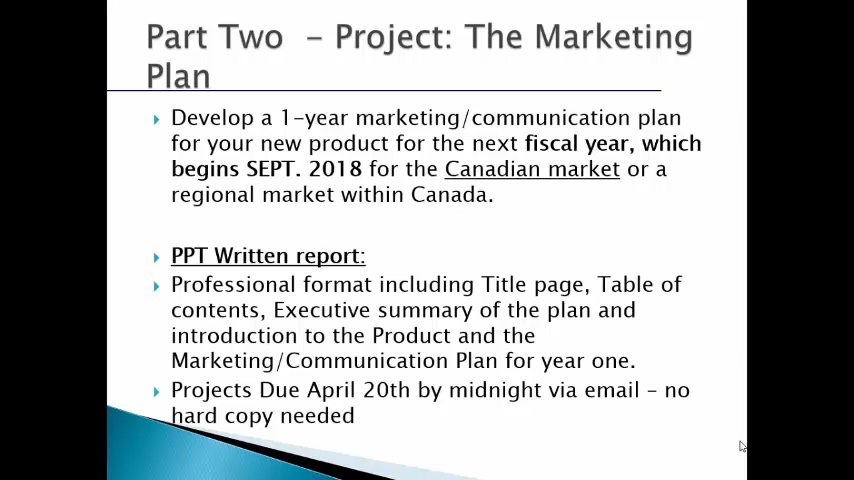 Part Two  - Project: The Marketing
Plan
Develop a 1-year marketing/communication plan
for your new product for the next fiscal year, which
begins SEPT. 2018 for the Canadian market or a
regional market within Canada.
PPT Written report:
Professional format including Title page, Table of
contents, Executive summary of the plan and
introduction to the Product and the
Marketing/Communication Plan for year one.
Projects Due April 20th by midnight via email – no
hard copy needed